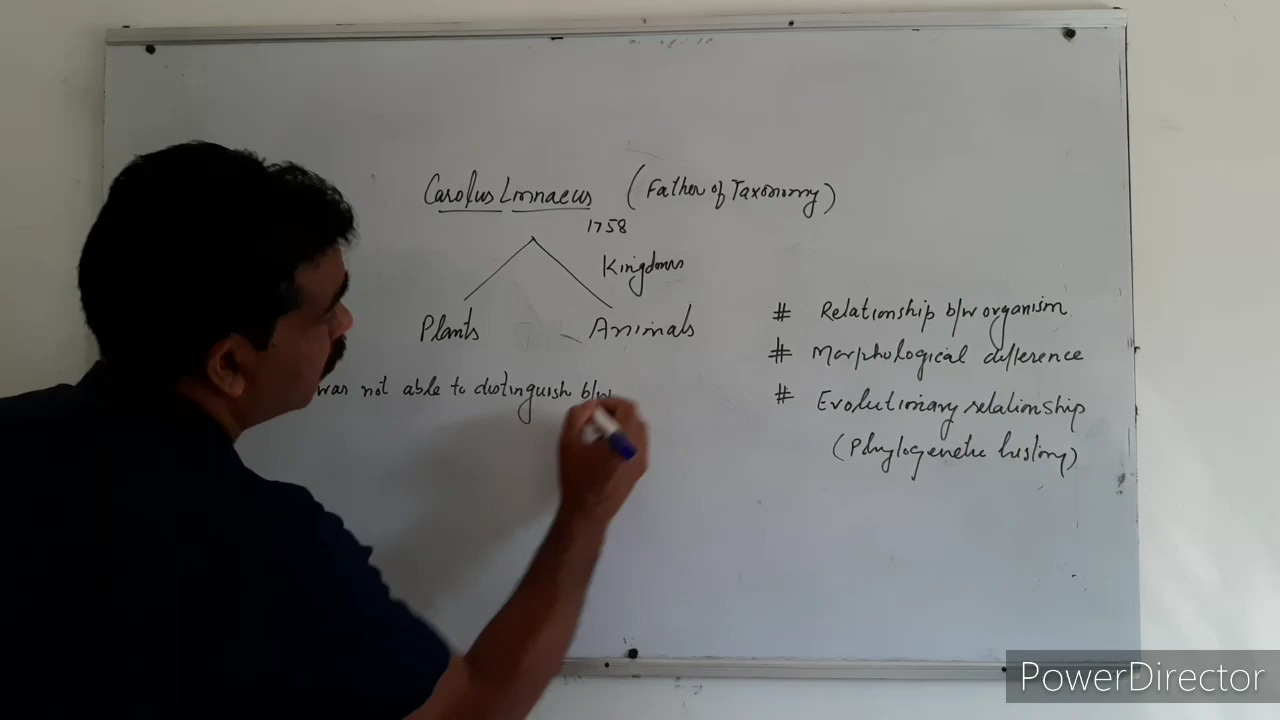 Carolus Linnaeus (Father of Taxonomy)
1758
Kingdoms
Plants
Animals
was not able to distinguish b/w
# Relationship b/w organism
# Morphological difference
# Evolutionary relationship
(Phylogenetic history)
PowerDirector